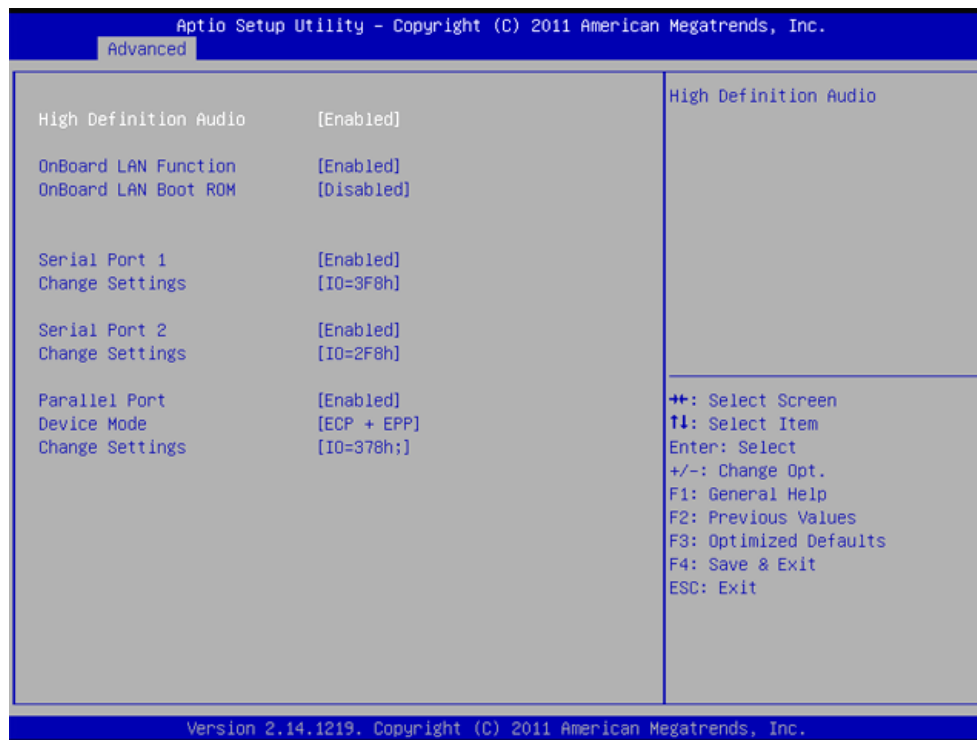 Aptio Setup Utility – Copyright (C) 2011 American Megatrends, Inc.
Advanced
High Definition Audio [Enabled]
OnBoard LAN Function [Enabled]
OnBoard LAN Boot ROM [Disabled]
Serial Port 1 [Enabled]
Change Settings [IO=3F8h]
Serial Port 2 [Enabled]
Change Settings [IO=2F8h]
Parallel Port [Enabled]
Device Mode [ECP + EPP]
Change Settings [IO=378h;]
High Definition Audio
→←: Select Screen
↑↓: Select Item
Enter: Select
+/-: Change Opt.
F1: General Help
F2: Previous Values
F3: Optimized Defaults
F4: Save & Exit
ESC: Exit
Version 2.14.1219. Copyright (C) 2011 American Megatrends, Inc.